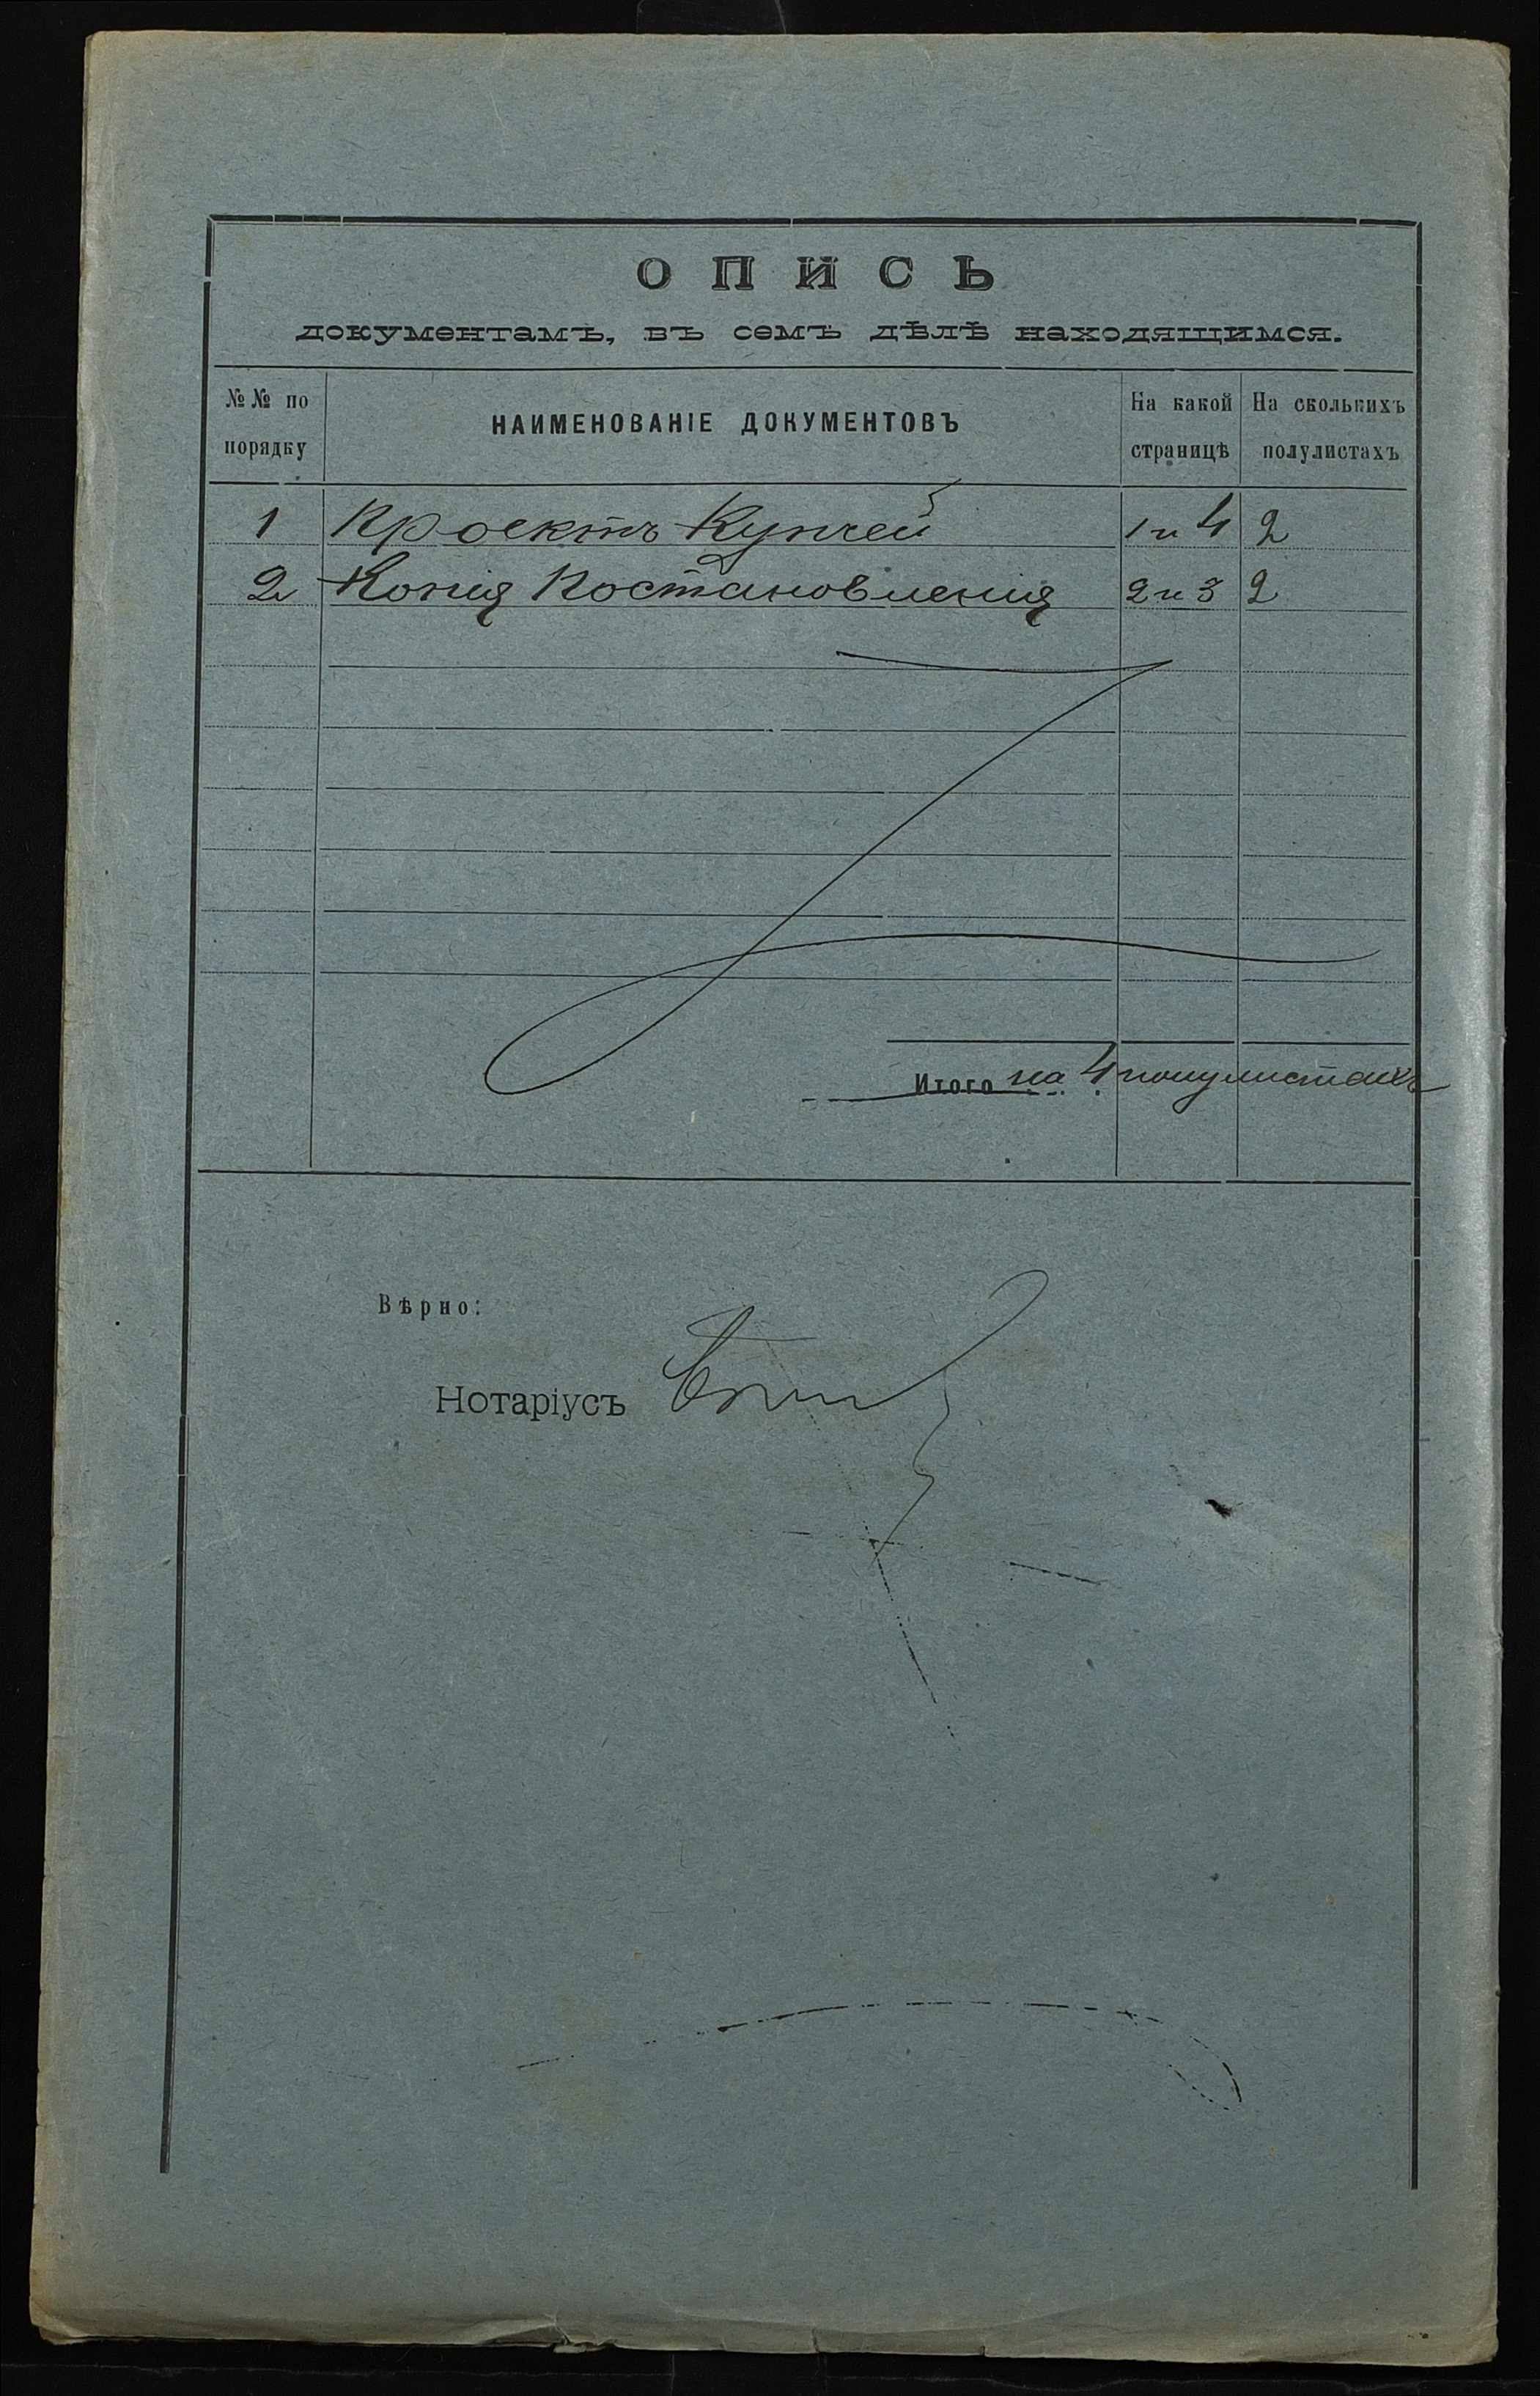 ОПИСЬ
документамъ, въ семъ дѣлѣ находящимся.
№№ по порядку
НАИМЕНОВАНІЕ ДОКУМЕНТОВЪ
На какой страницѣ
На сколькихъ полулистахъ
1 Проектъ Купчей 1 и 4 2
2 Копія Постановленія 2 и 3 2
Итого на 4 полулистахъ
Вѣрно:
Нотаріусъ